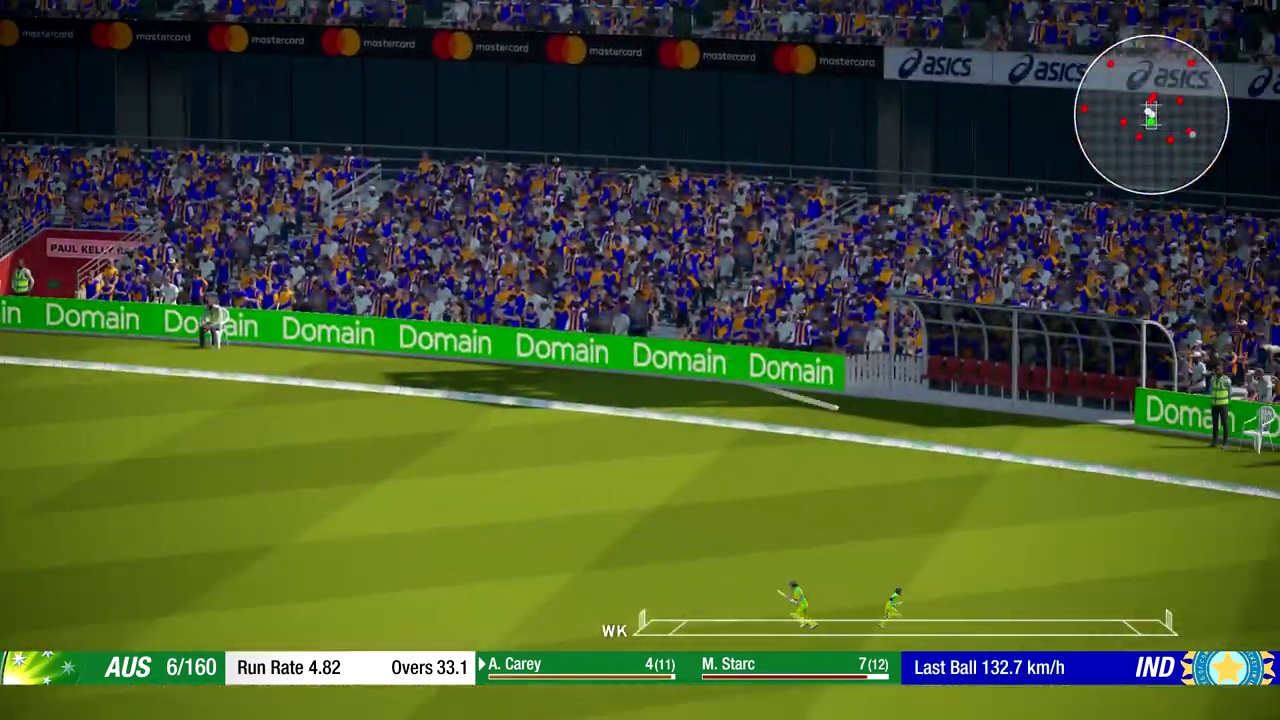 mastercard mastercard mastercard mastercard mastercard mastercard mastercard mastercard asics asics asics
PAUL KELLY
in Domain Domain Domain Domain Domain Domain Domain Domain
WK
AUS 6/160 Run Rate 4.82 Overs 33.1 A. Carey 4(11) M. Starc 7(12) Last Ball 132.7 km/h IND